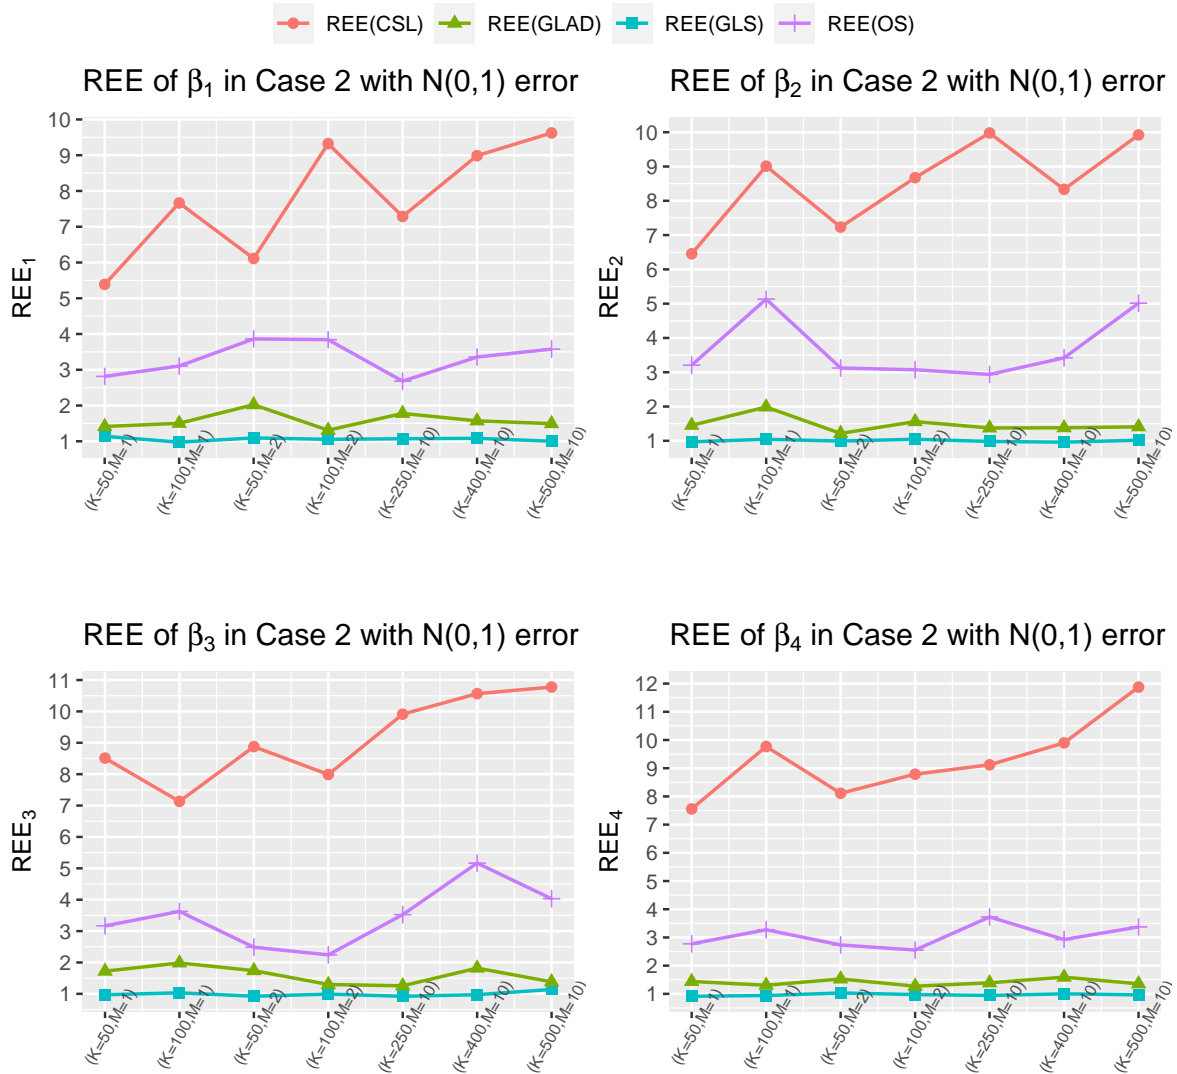 REE(CSL) REE(GLAD) REE(GLS) REE(OS)
REE of β1 in Case 2 with N(0,1) error
REE1
10
9
8
7
6
5
4
3
2
1
(K=50,M=1)
(K=100,M=1)
(K=50,M=2)
(K=100,M=2)
(K=250,M=10)
(K=400,M=10)
(K=500,M=10)
REE of β2 in Case 2 with N(0,1) error
REE2
10
9
8
7
6
5
4
3
2
1
(K=50,M=1)
(K=100,M=1)
(K=50,M=2)
(K=100,M=2)
(K=250,M=10)
(K=400,M=10)
(K=500,M=10)
REE of β3 in Case 2 with N(0,1) error
REE3
11
10
9
8
7
6
5
4
3
2
1
(K=50,M=1)
(K=100,M=1)
(K=50,M=2)
(K=100,M=2)
(K=250,M=10)
(K=400,M=10)
(K=500,M=10)
REE of β4 in Case 2 with N(0,1) error
REE4
12
11
10
9
8
7
6
5
4
3
2
1
(K=50,M=1)
(K=100,M=1)
(K=50,M=2)
(K=100,M=2)
(K=250,M=10)
(K=400,M=10)
(K=500,M=10)